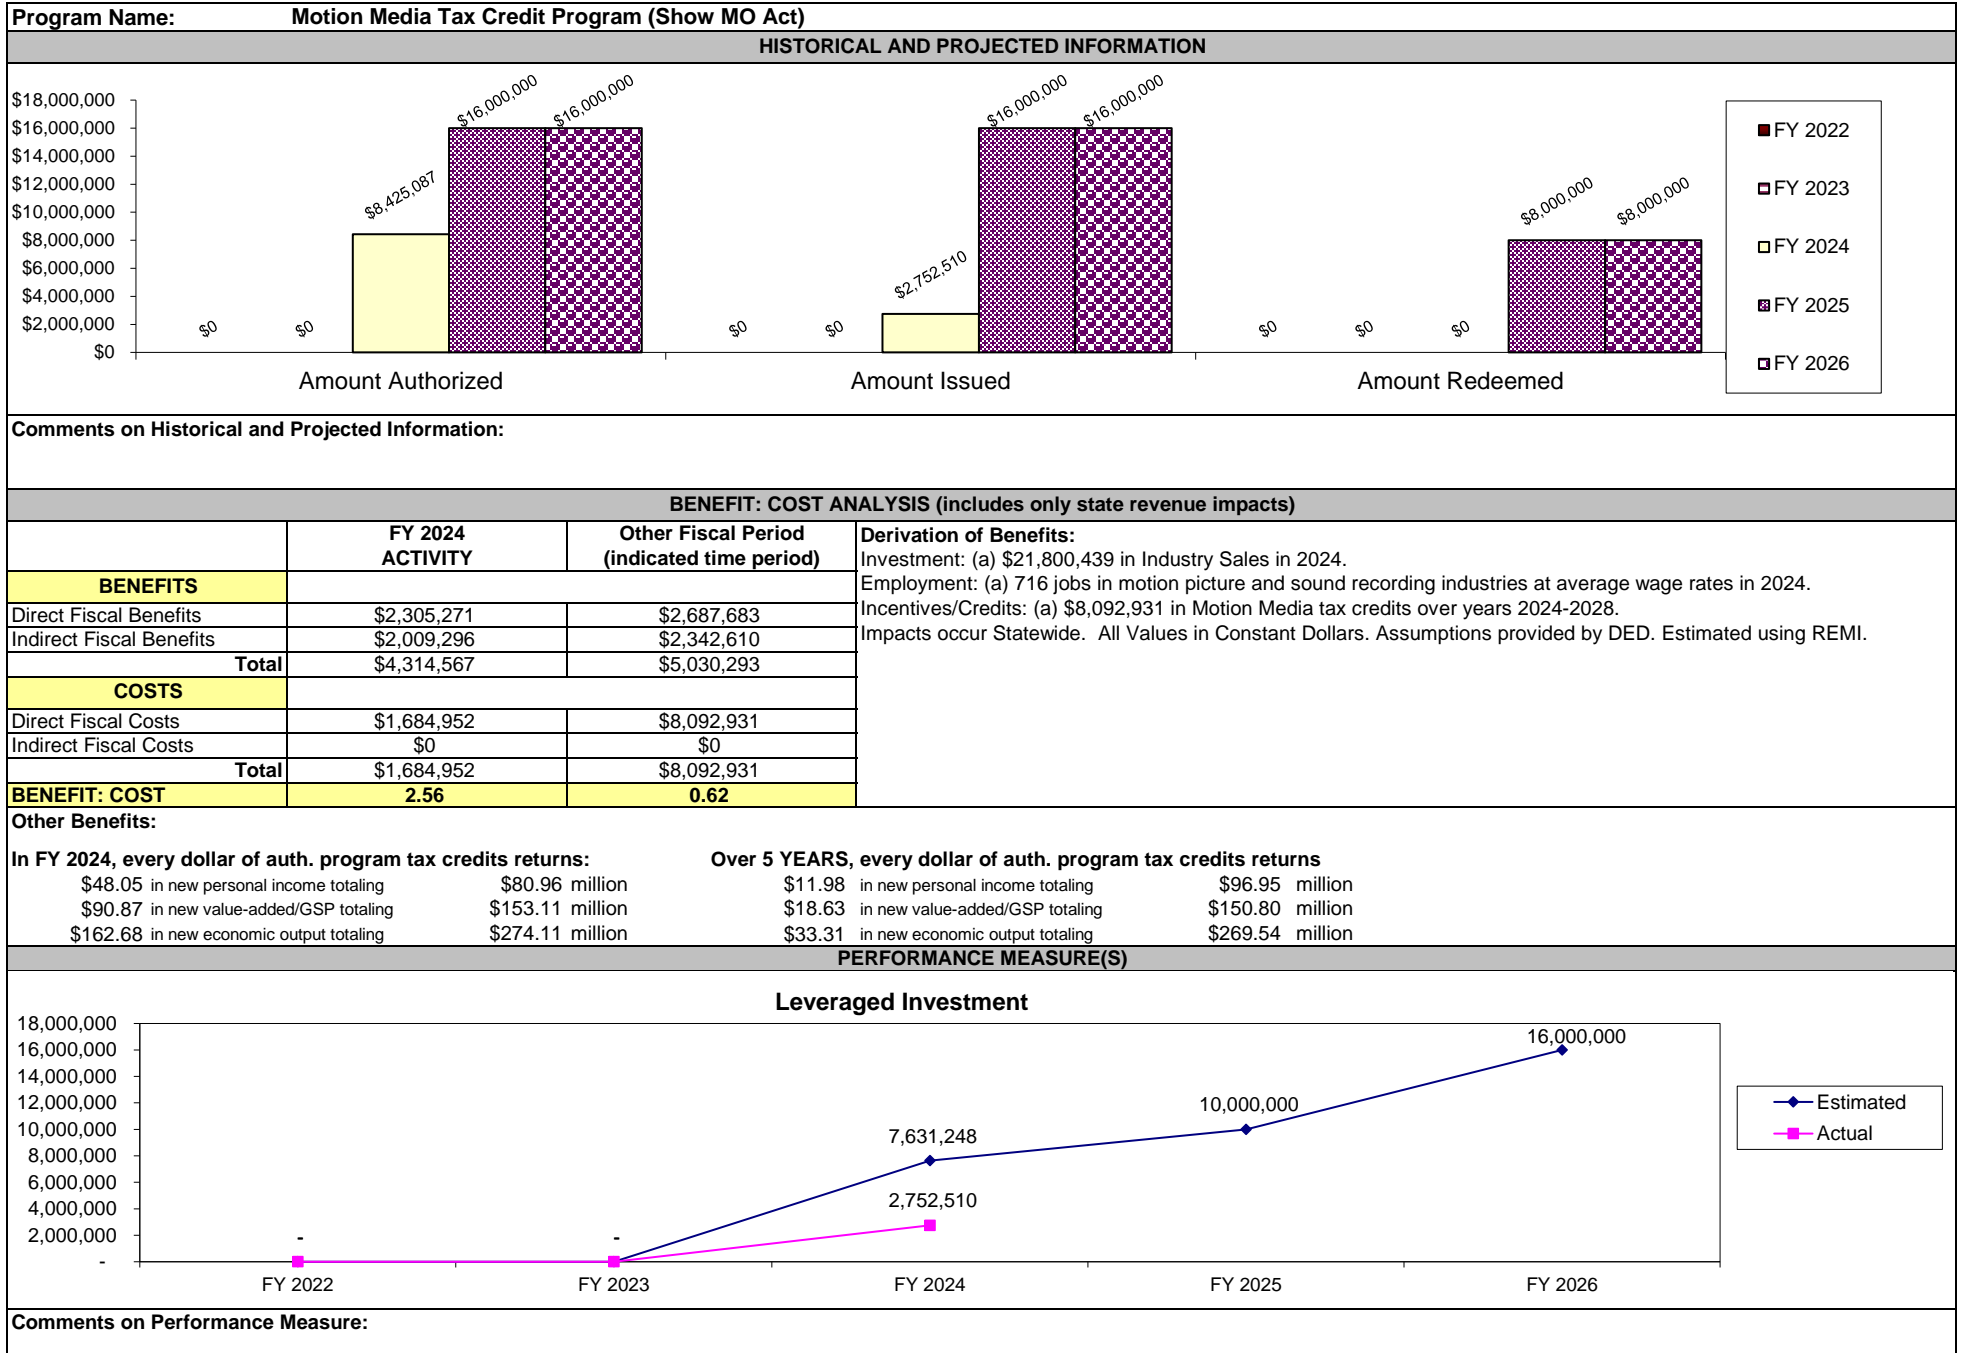 Program Name: Motion Media Tax Credit Program (Show MO Act)
HISTORICAL AND PROJECTED INFORMATION
$18,000,000
$16,000,000
$14,000,000
$12,000,000
$10,000,000
$8,000,000
$6,000,000
$4,000,000
$2,000,000
$0
$0 $0 $8,425,087 $16,000,000 $16,000,000
$0 $0 $2,752,510 $16,000,000 $16,000,000
$0 $0 $0 $8,000,000 $8,000,000
Amount Authorized Amount Issued Amount Redeemed
FY 2022
FY 2023
FY 2024
FY 2025
FY 2026
Comments on Historical and Projected Information:
BENEFIT: COST ANALYSIS (includes only state revenue impacts)
FY 2024 Other Fiscal Period
ACTIVITY (indicated time period)
BENEFITS
Direct Fiscal Benefits $2,305,271 $2,687,683
Indirect Fiscal Benefits $2,009,296 $2,342,610
Total $4,314,567 $5,030,293
COSTS
Direct Fiscal Costs $1,684,952 $8,092,931
Indirect Fiscal Costs $0 $0
Total $1,684,952 $8,092,931
BENEFIT: COST 2.56 0.62
Derivation of Benefits:
Investment: (a) $21,800,439 in Industry Sales in 2024.
Employment: (a) 716 jobs in motion picture and sound recording industries at average wage rates in 2024.
Incentives/Credits: (a) $8,092,931 in Motion Media tax credits over years 2024-2028.
Impacts occur Statewide.  All Values in Constant Dollars. Assumptions provided by DED. Estimated using REMI.
Other Benefits:
In FY 2024, every dollar of auth. program tax credits returns: Over 5 YEARS, every dollar of auth. program tax credits returns
$48.05 in new personal income totaling $80.96 million $11.98 in new personal income totaling $96.95 million
$90.87 in new value-added/GSP totaling $153.11 million $18.63 in new value-added/GSP totaling $150.80 million
$162.68 in new economic output totaling $274.11 million $33.31 in new economic output totaling $269.54 million
PERFORMANCE MEASURE(S)
Leveraged Investment
18,000,000
16,000,000
14,000,000
12,000,000
10,000,000
8,000,000
6,000,000
4,000,000
2,000,000
-
- - 7,631,248 10,000,000 16,000,000
2,752,510
FY 2022 FY 2023 FY 2024 FY 2025 FY 2026
Estimated
Actual
Comments on Performance Measure: